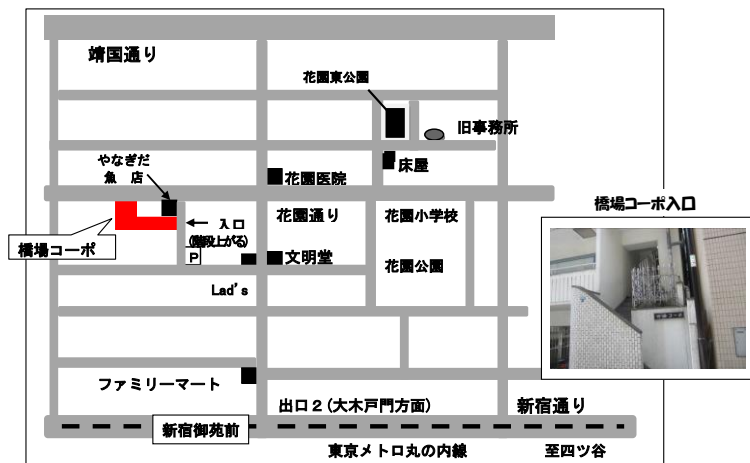 靖国通り
花園東公園
旧事務所
やなぎだ
魚 店
床屋
花園医院
橋場コーポ入口
入口
(階段上がる)
花園通り
花園小学校
橋場コーポ
P
文明堂
花園公園
Lad's
ファミリーマート
出口2(大木戸門方面)
新宿通り
新宿御苑前
東京メトロ丸の内線
至四ツ谷